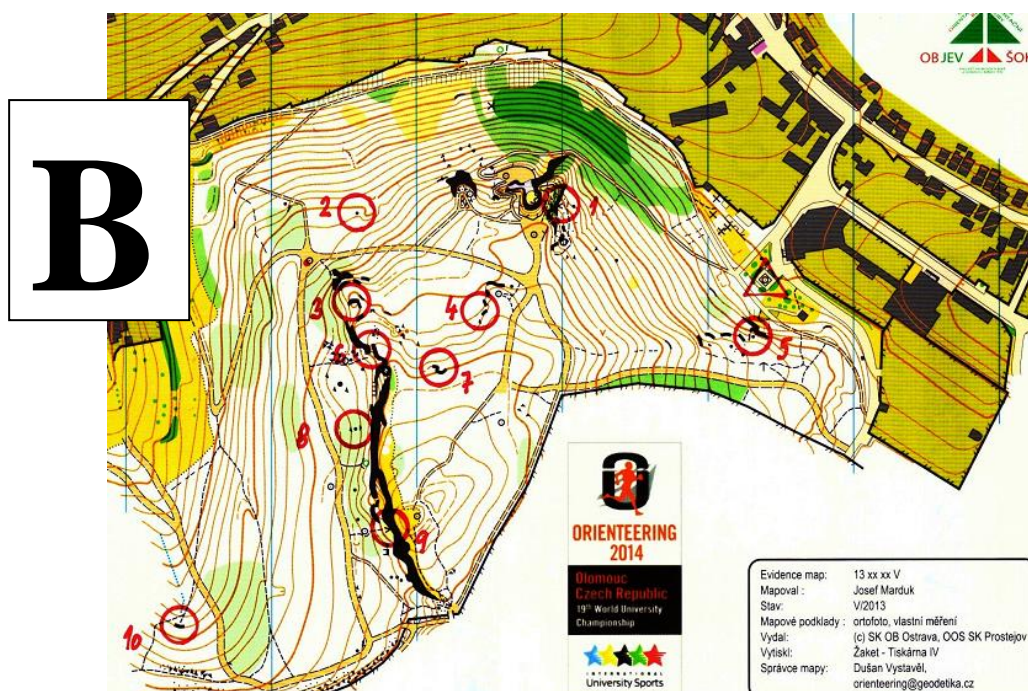 B
OBJEV ŠOK
2
1
3
4
5
6
7
8
9
10
ORIENTEERING
2014
Olomouc
Czech Republic
19th World University
Championship
INTERNATIONAL
University Sports
Evidence map: 13 xx xx V
Mapoval : Josef Marduk
Stav: V/2013
Mapové podklady : ortofoto, vlastní měření
Vydal: (c) SK OB Ostrava, OOS SK Prostejov
Vytiskl: Žaket - Tiskárna IV
Správce mapy: Dušan Vystavěl,
orienteering@geodetika.cz